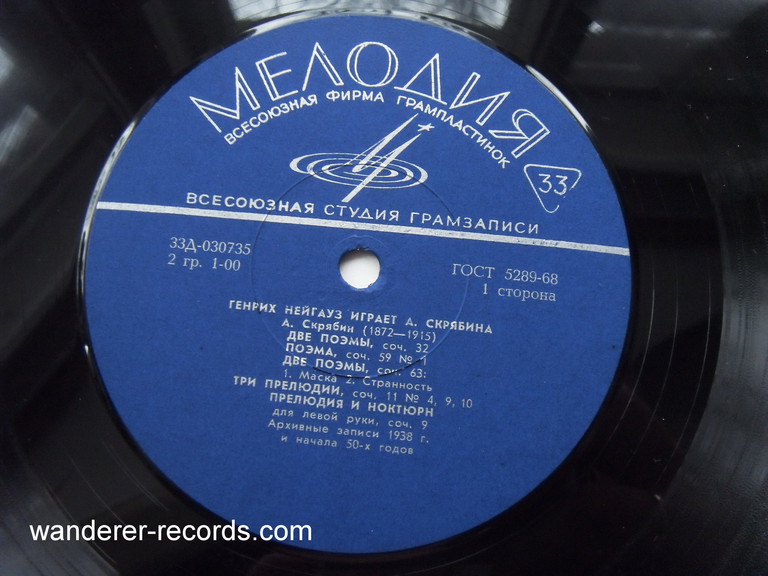 МЕЛОДИЯ
ВСЕСОЮЗНАЯ ФИРМА ГРАМПЛАСТИНОК
33
ВСЕСОЮЗНАЯ СТУДИЯ ГРАМЗАПИСИ
33Д-030735
2 гр. 1-00
ГОСТ 5289-68
1 сторона
ГЕНРИХ НЕЙГАУЗ ИГРАЕТ А. СКРЯБИНА
А. Скрябин (1872—1915)
ДВЕ ПОЭМЫ, соч. 32
ПОЭМА, соч. 59 № 1
ДВЕ ПОЭМЫ, соч. 63:
1. Маска 2. Странность
ТРИ ПРЕЛЮДИИ, соч. 11 № 4, 9, 10
ПРЕЛЮДИЯ И НОКТЮРН
для левой руки, соч. 9
Архивные записи 1938 г.
и начала 50-х годов
wanderer-records.com